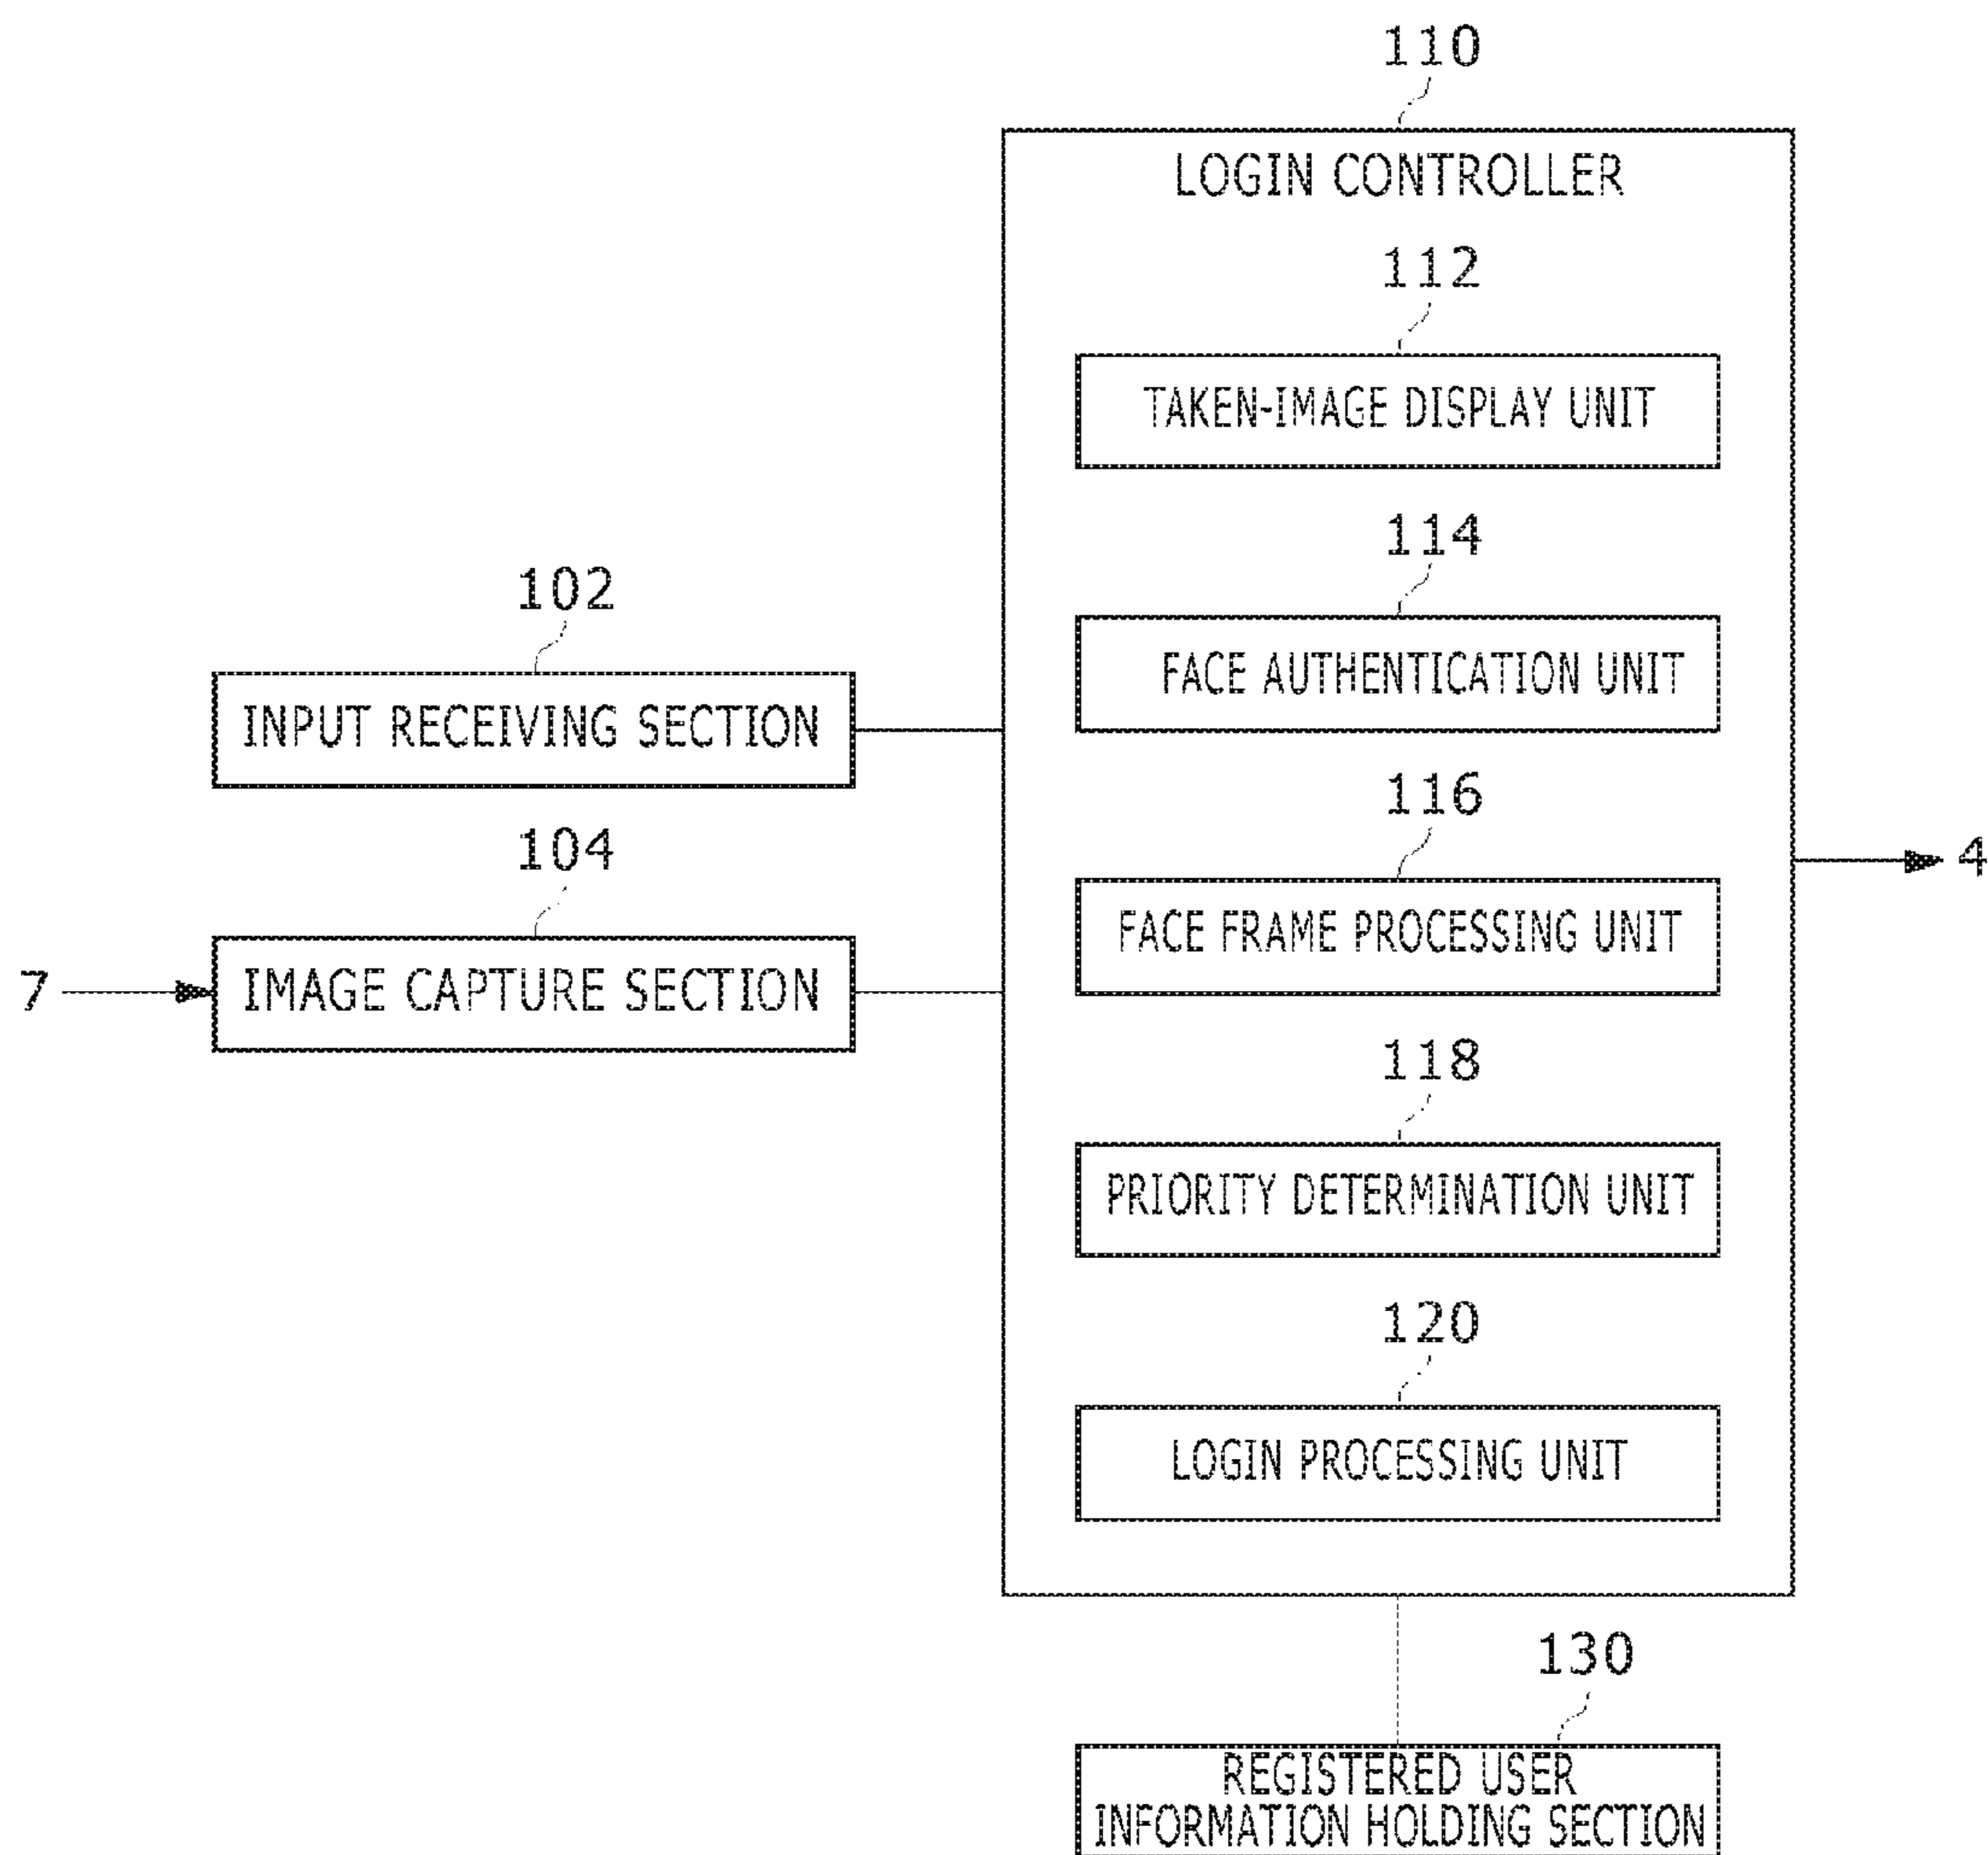 110
LOGIN CONTROLLER
112
TAKEN-IMAGE DISPLAY UNIT
114
FACE AUTHENTICATION UNIT
102
INPUT RECEIVING SECTION
116
FACE FRAME PROCESSING UNIT
4
104
7
IMAGE CAPTURE SECTION
118
PRIORITY DETERMINATION UNIT
120
LOGIN PROCESSING UNIT
130
REGISTERED USER
INFORMATION HOLDING SECTION